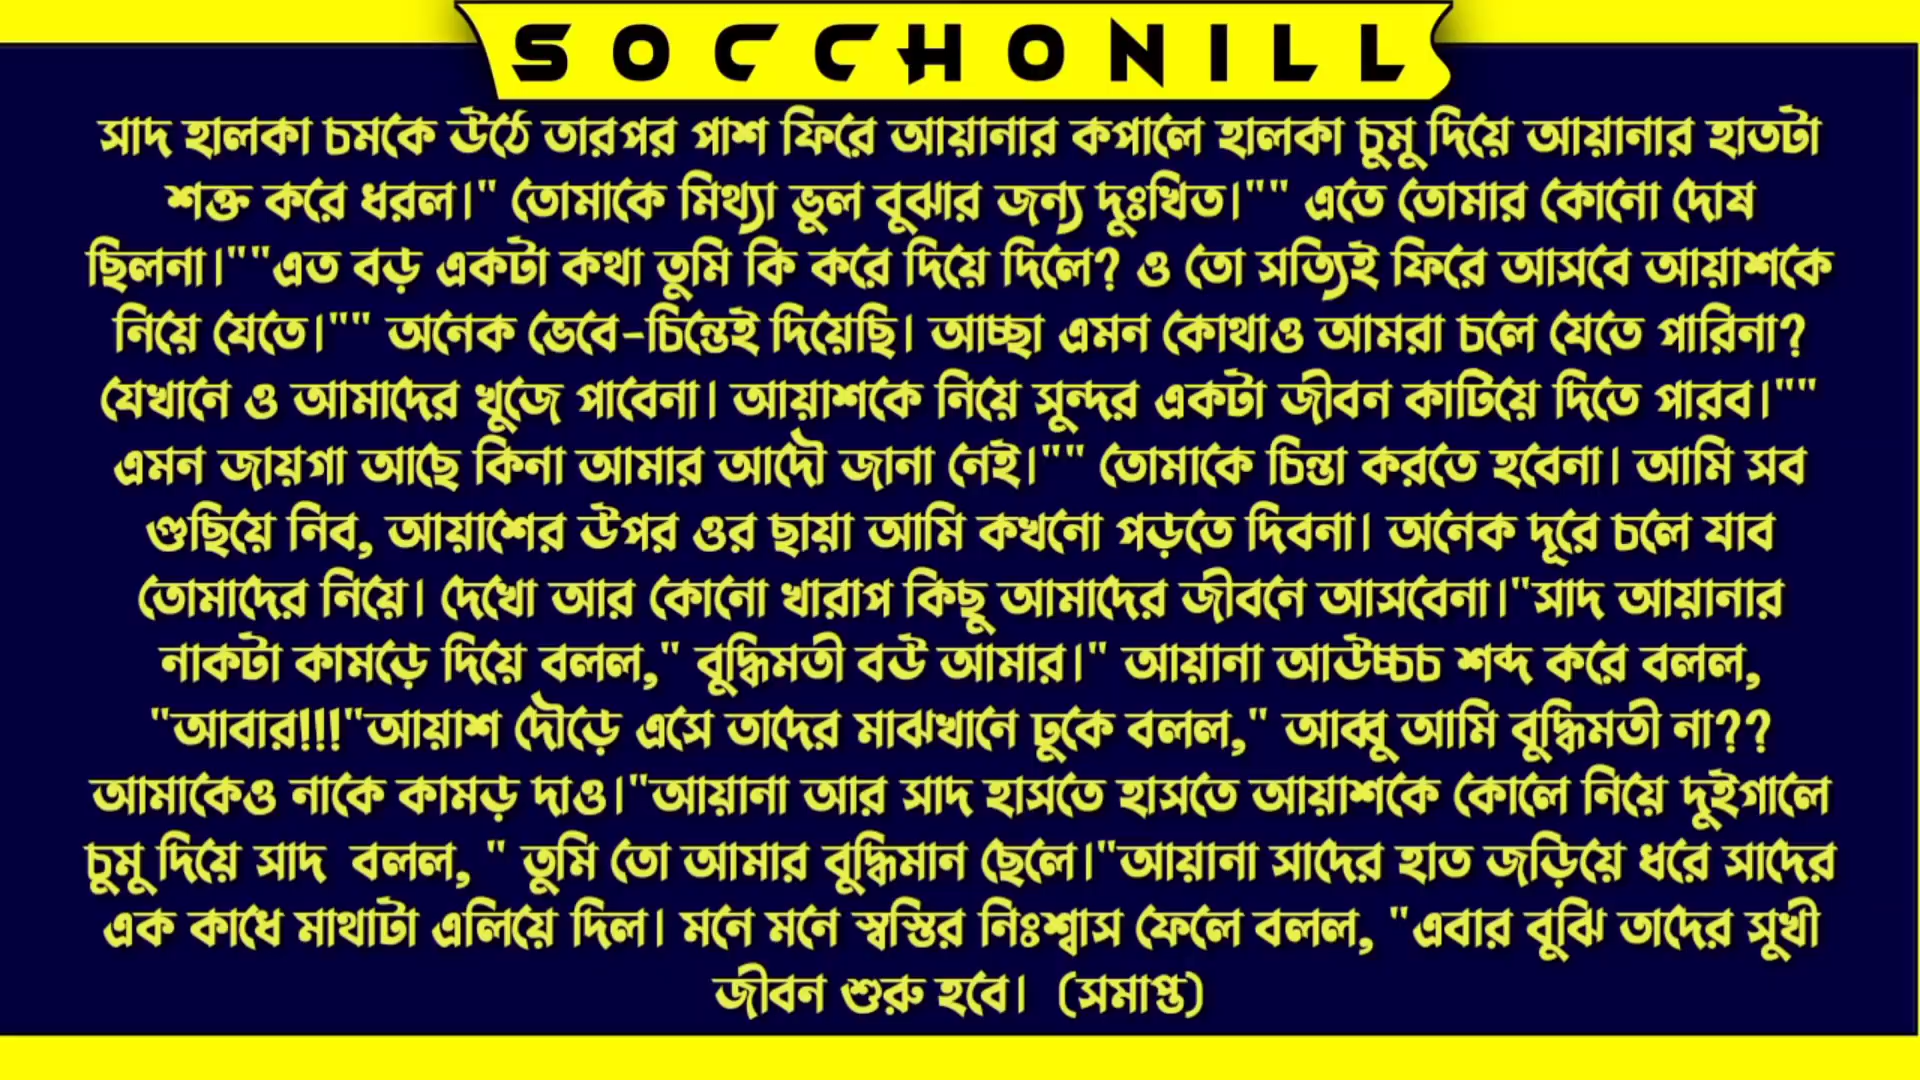 SOCCHONILL
সাদ হালকা চমকে উঠে তারপর পাশ ফিরে আয়ানার কপালে হালকা চুমু দিয়ে আয়ানার হাতটা
শক্ত করে ধরল।" তোমাকে মিথ্যা ভুল বুঝার জন্য দুঃখিত।"" এতে তোমার কোনো দোষ
ছিলনা।""এত বড় একটা কথা তুমি কি করে দিয়ে দিলে? ও তো সত্যিই ফিরে আসবে আয়াশকে
নিয়ে যেতে।"" অনেক ভেবে-চিন্তেই দিয়েছি। আচ্ছা এমন কোথাও আমরা চলে যেতে পারিনা?
যেখানে ও আমাদের খুজে পাবেনা। আয়াশকে নিয়ে সুন্দর একটা জীবন কাটিয়ে দিতে পারব।""
এমন জায়গা আছে কিনা আমার আদৌ জানা নেই।"" তোমাকে চিন্তা করতে হবেনা। আমি সব
গুছিয়ে নিব, আয়াশের উপর ওর ছায়া আমি কখনো পড়তে দিবনা। অনেক দূরে চলে যাব
তোমাদের নিয়ে। দেখো আর কোনো খারাপ কিছু আমাদের জীবনে আসবেনা।"সাদ আয়ানার
নাকটা কামড়ে দিয়ে বলল," বুদ্ধিমতী বউ আমার।" আয়ানা আউচ্চচ শব্দ করে বলল,
"আবার!!!"আয়াশ দৌড়ে এসে তাদের মাঝখানে ঢুকে বলল," আব্বু আমি বুদ্ধিমতী না??
আমাকেও নাকে কামড় দাও।"আয়ানা আর সাদ হাসতে হাসতে আয়াশকে কোলে নিয়ে দুইগালে
চুমু দিয়ে সাদ বলল, " তুমি তো আমার বুদ্ধিমান ছেলে।"আয়ানা সাদের হাত জড়িয়ে ধরে সাদের
এক কাধে মাথাটা এলিয়ে দিল। মনে মনে স্বস্তির নিঃশ্বাস ফেলে বলল, "এবার বুঝি তাদের সুখী
জীবন শুরু হবে। (সমাপ্ত)